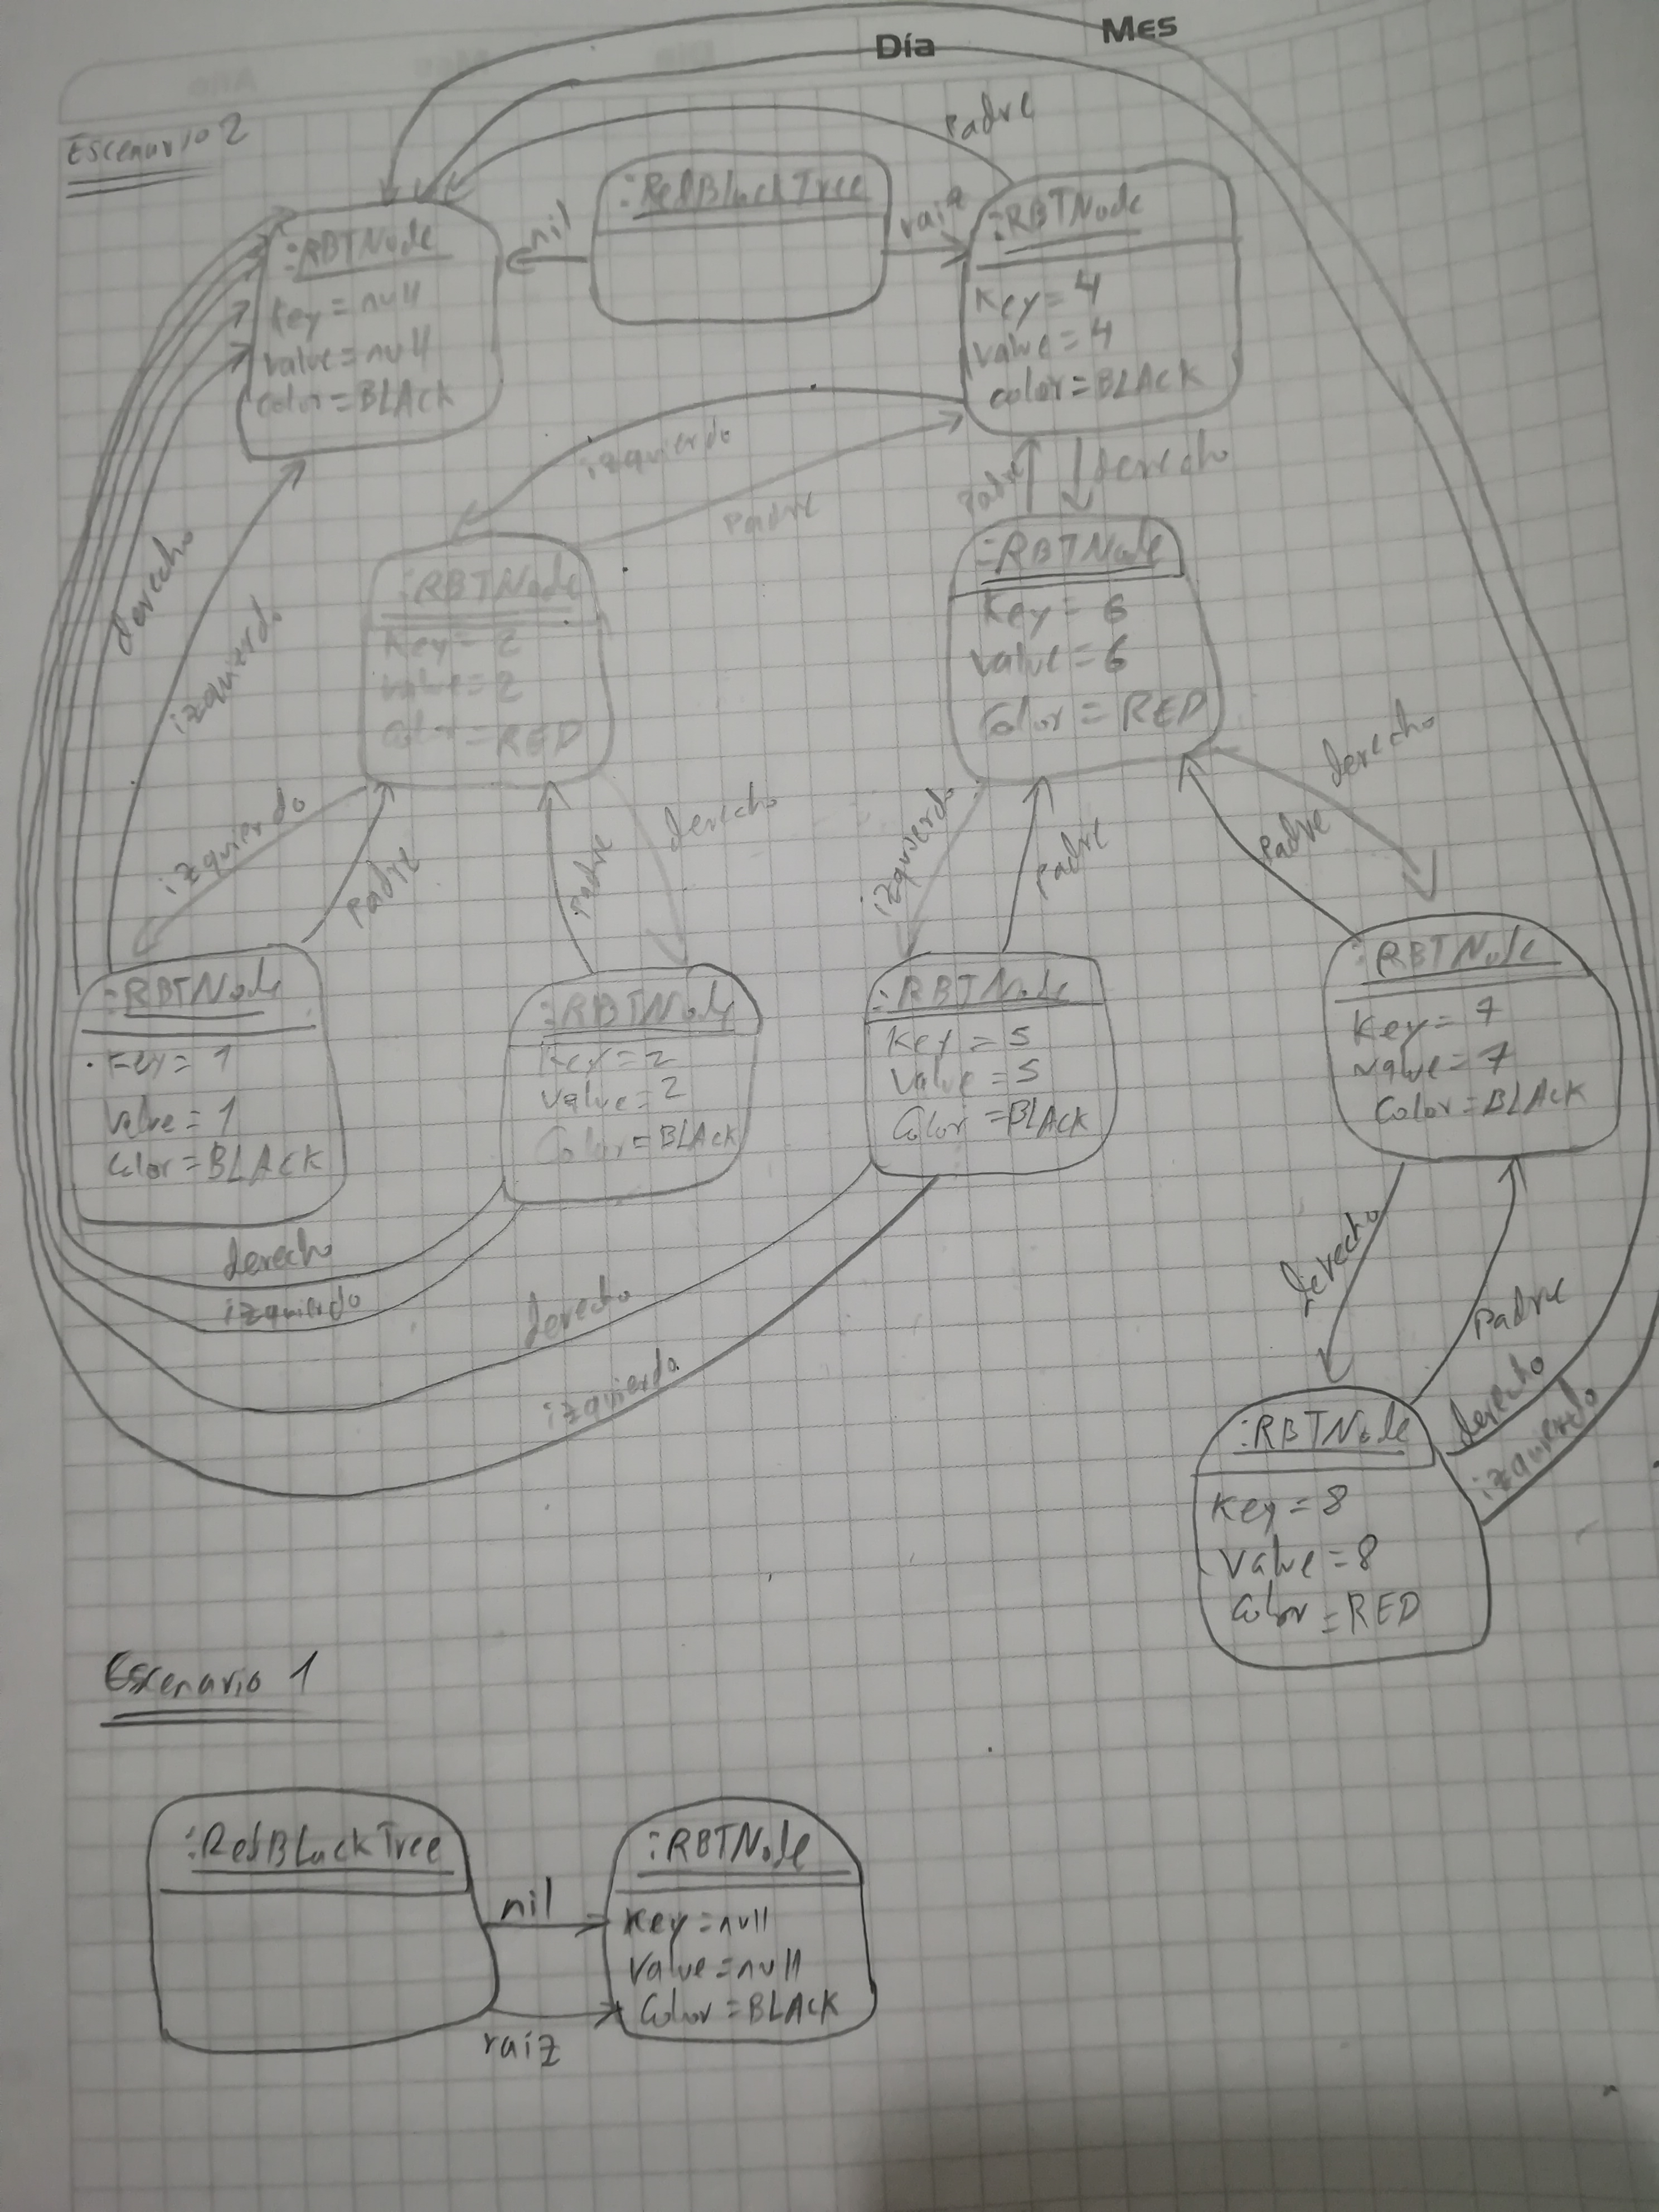 Día
Mes
Escenario 2
Padre
:RedBlackTree
nil
raiz
:RBTNode
key = null
value = null
color = BLACK
:RBTNode
Key = 4
value = 4
color = BLACK
izquierdo
Padre
Padre
derecho
derecho
izquierdo
:RBTNode
Key = 2
value = 2
Color = RED
:RBTNode
Key = 6
value = 6
Color = RED
izquierdo
Padre
Padre
derecho
izquierdo
Padre
Padre
derecho
:RBTNode
Key = 1
Value = 1
Color = BLACK
:RBTNode
Key = 2
value = 2
Color = BLACK
:RBTNode
Key = 5
Value = 5
Color = BLACK
:RBTNode
Key = 7
value = 7
Color = BLACK
derecho
izquierdo
derecho
izquierdo
derecho
Padre
derecho
izquierdo
:RBTNode
Key = 8
Value = 8
Color = RED
Escenario 1
:RedBlackTree
nil
raíz
:RBTNode
Key = null
Value = null
Color = BLACK